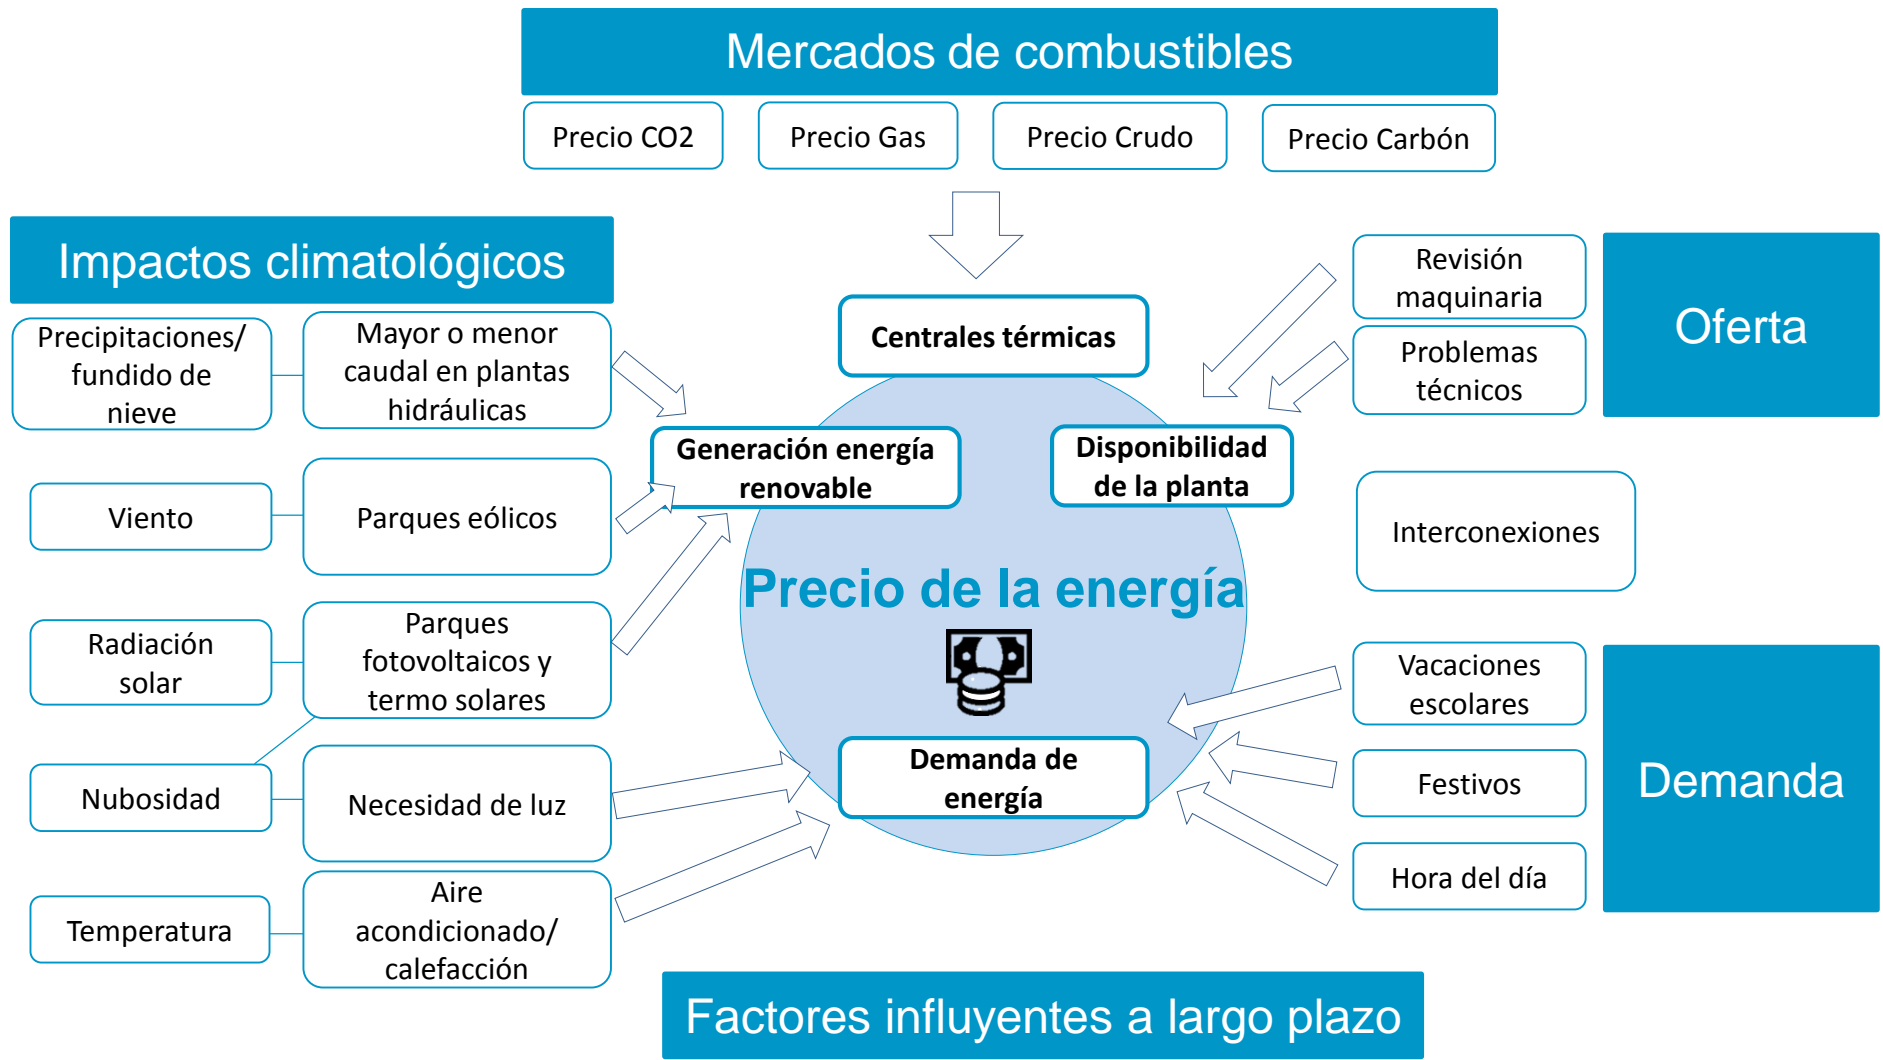 Mercados de combustibles
Precio CO2
Precio Gas
Precio Crudo
Precio Carbón
Impactos climatológicos
Precipitaciones/
fundido de
nieve
Mayor o menor
caudal en plantas
hidráulicas
Viento
Parques eólicos
Radiación
solar
Parques
fotovoltaicos y
termo solares
Nubosidad
Necesidad de luz
Temperatura
Aire
acondicionado/
calefacción
Centrales térmicas
Generación energía
renovable
Disponibilidad
de la planta
Precio de la energía
Demanda de
energía
Revisión
maquinaria
Problemas
técnicos
Oferta
Interconexiones
Vacaciones
escolares
Festivos
Hora del día
Demanda
Factores influyentes a largo plazo